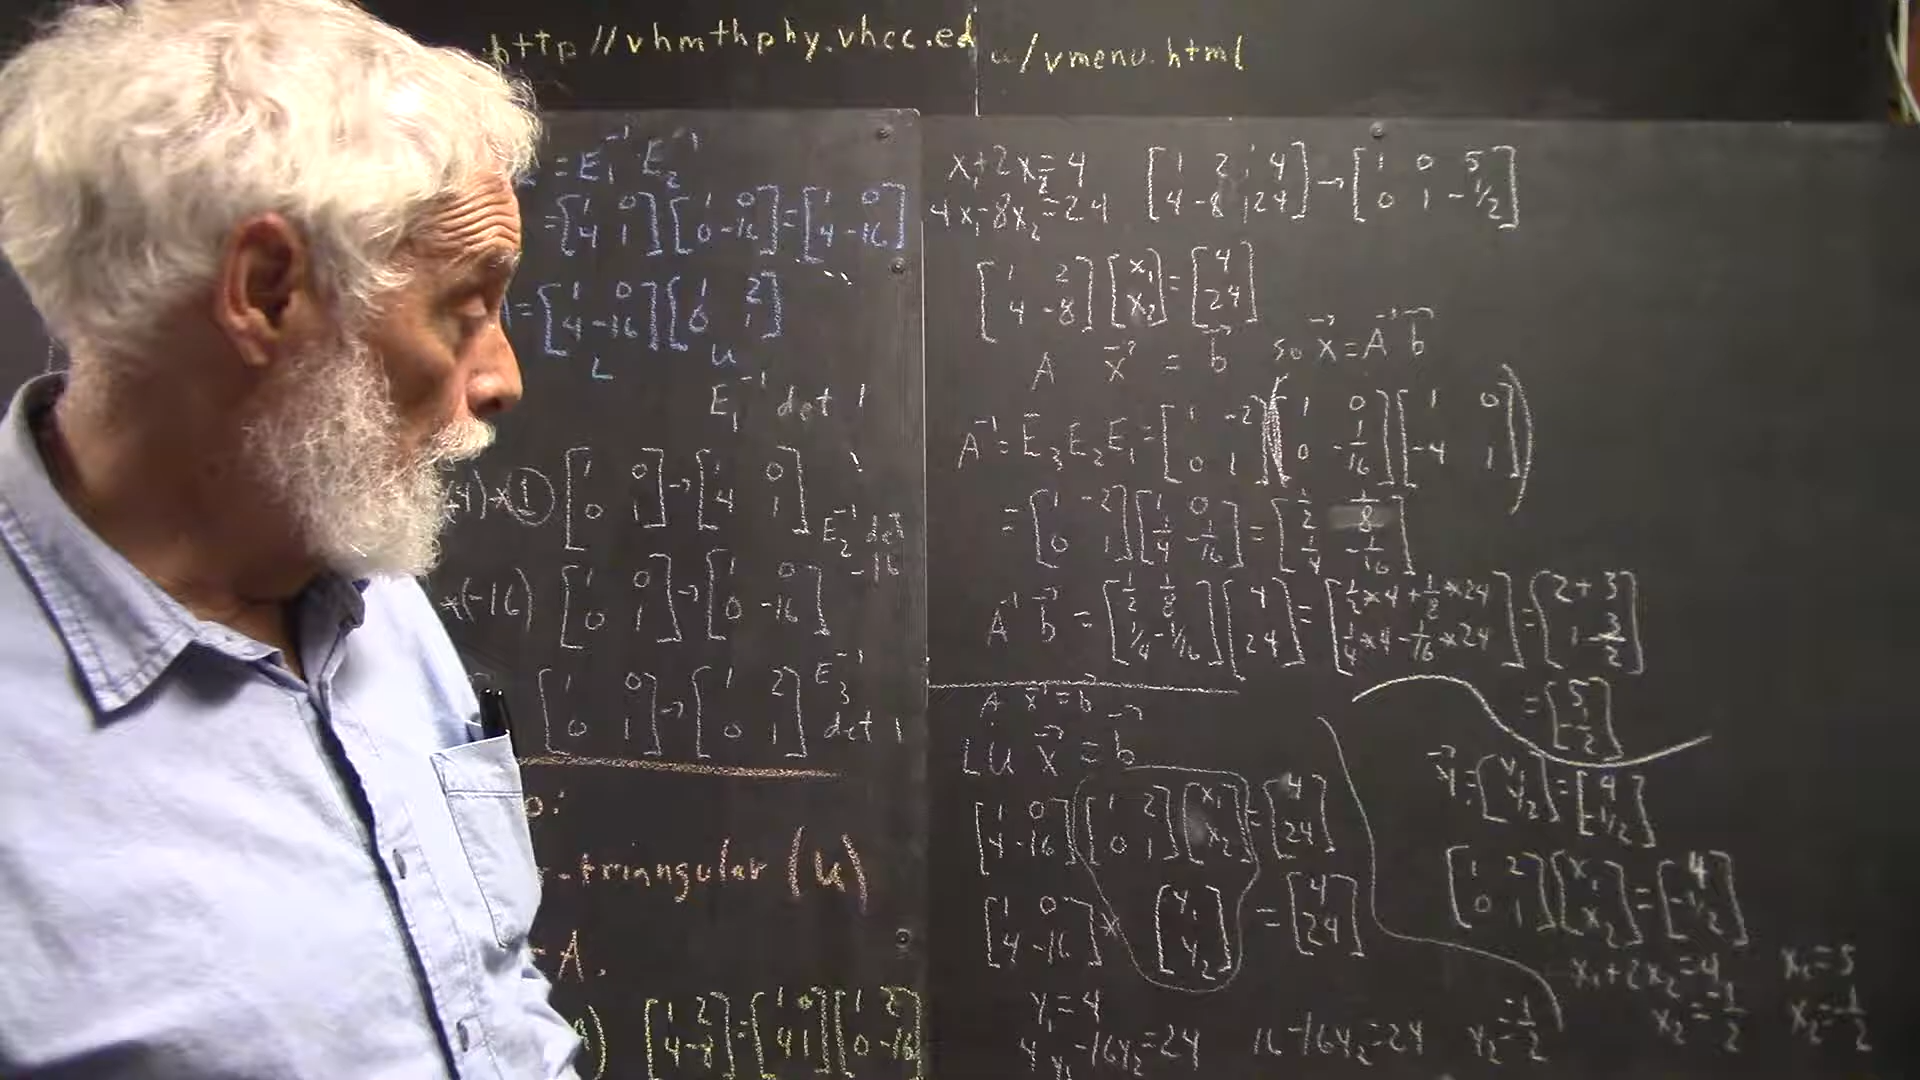 http//vhmthphy.vhcc.edu/vmenu.html
= E₁⁻¹ E₂⁻¹
= [1 0; 4 1] [1 0; 0 -16] = [1 0; 4 -16]
= [1 0; 4 -16] [1 2; 0 1]
L U
E₁⁻¹ det 1
* ① [1 0; 0 1] → [1 0; 4 1]
E₂⁻¹ det -16
*(-16) [1 0; 0 1] → [1 0; 0 -16]
[1 0; 0 1] → [1 2; 0 1] E₃⁻¹ det 1
-triangular (U)
= A.
[1 2; 4 -8] = [1 0; 4 1] [1 2; 0 -16]
x₁+2x₂=4 [1 2 ¦ 4; 4 -8 ¦ 24] → [1 0 5; 0 1 -1/2]
4x₁-8x₂=24
[1 2; 4 -8] [x₁; x₂] = [4; 24]
A x⃗ = b⃗ so x⃗ = A⁻¹ b⃗
A⁻¹ = E₃E₂E₁ = [1 -2; 0 1] ([1 0; 0 -1/16] [1 0; -4 1])
= [1 -2; 0 1] [1 0; 1/4 -1/16] = [1/2 1/8; 1/4 -1/16]
A⁻¹ b⃗ = [1/2 1/8; 1/4 -1/16] [4; 24] = [1/2*4+1/8*24; 1/4*4-1/16*24] = [2+3; 1-3/2]
A x⃗ = b⃗
LU x⃗ = b⃗
[1 0; 4 -16] [1 2; 0 1] [x₁; x₂] = [4; 24]
[1 0; 4 -16] * [y₁; y₂] = [4; 24]
y₁=4
4y₁-16y₂=24 16-16y₂=24 y₂=-1/2
y⃗ = [y₁; y₂] = [4; -1/2]
[1 2; 0 1] [x₁; x₂] = [4; -1/2]
x₁+2x₂=4 x₁=5
x₂=-1/2 x₂=-1/2